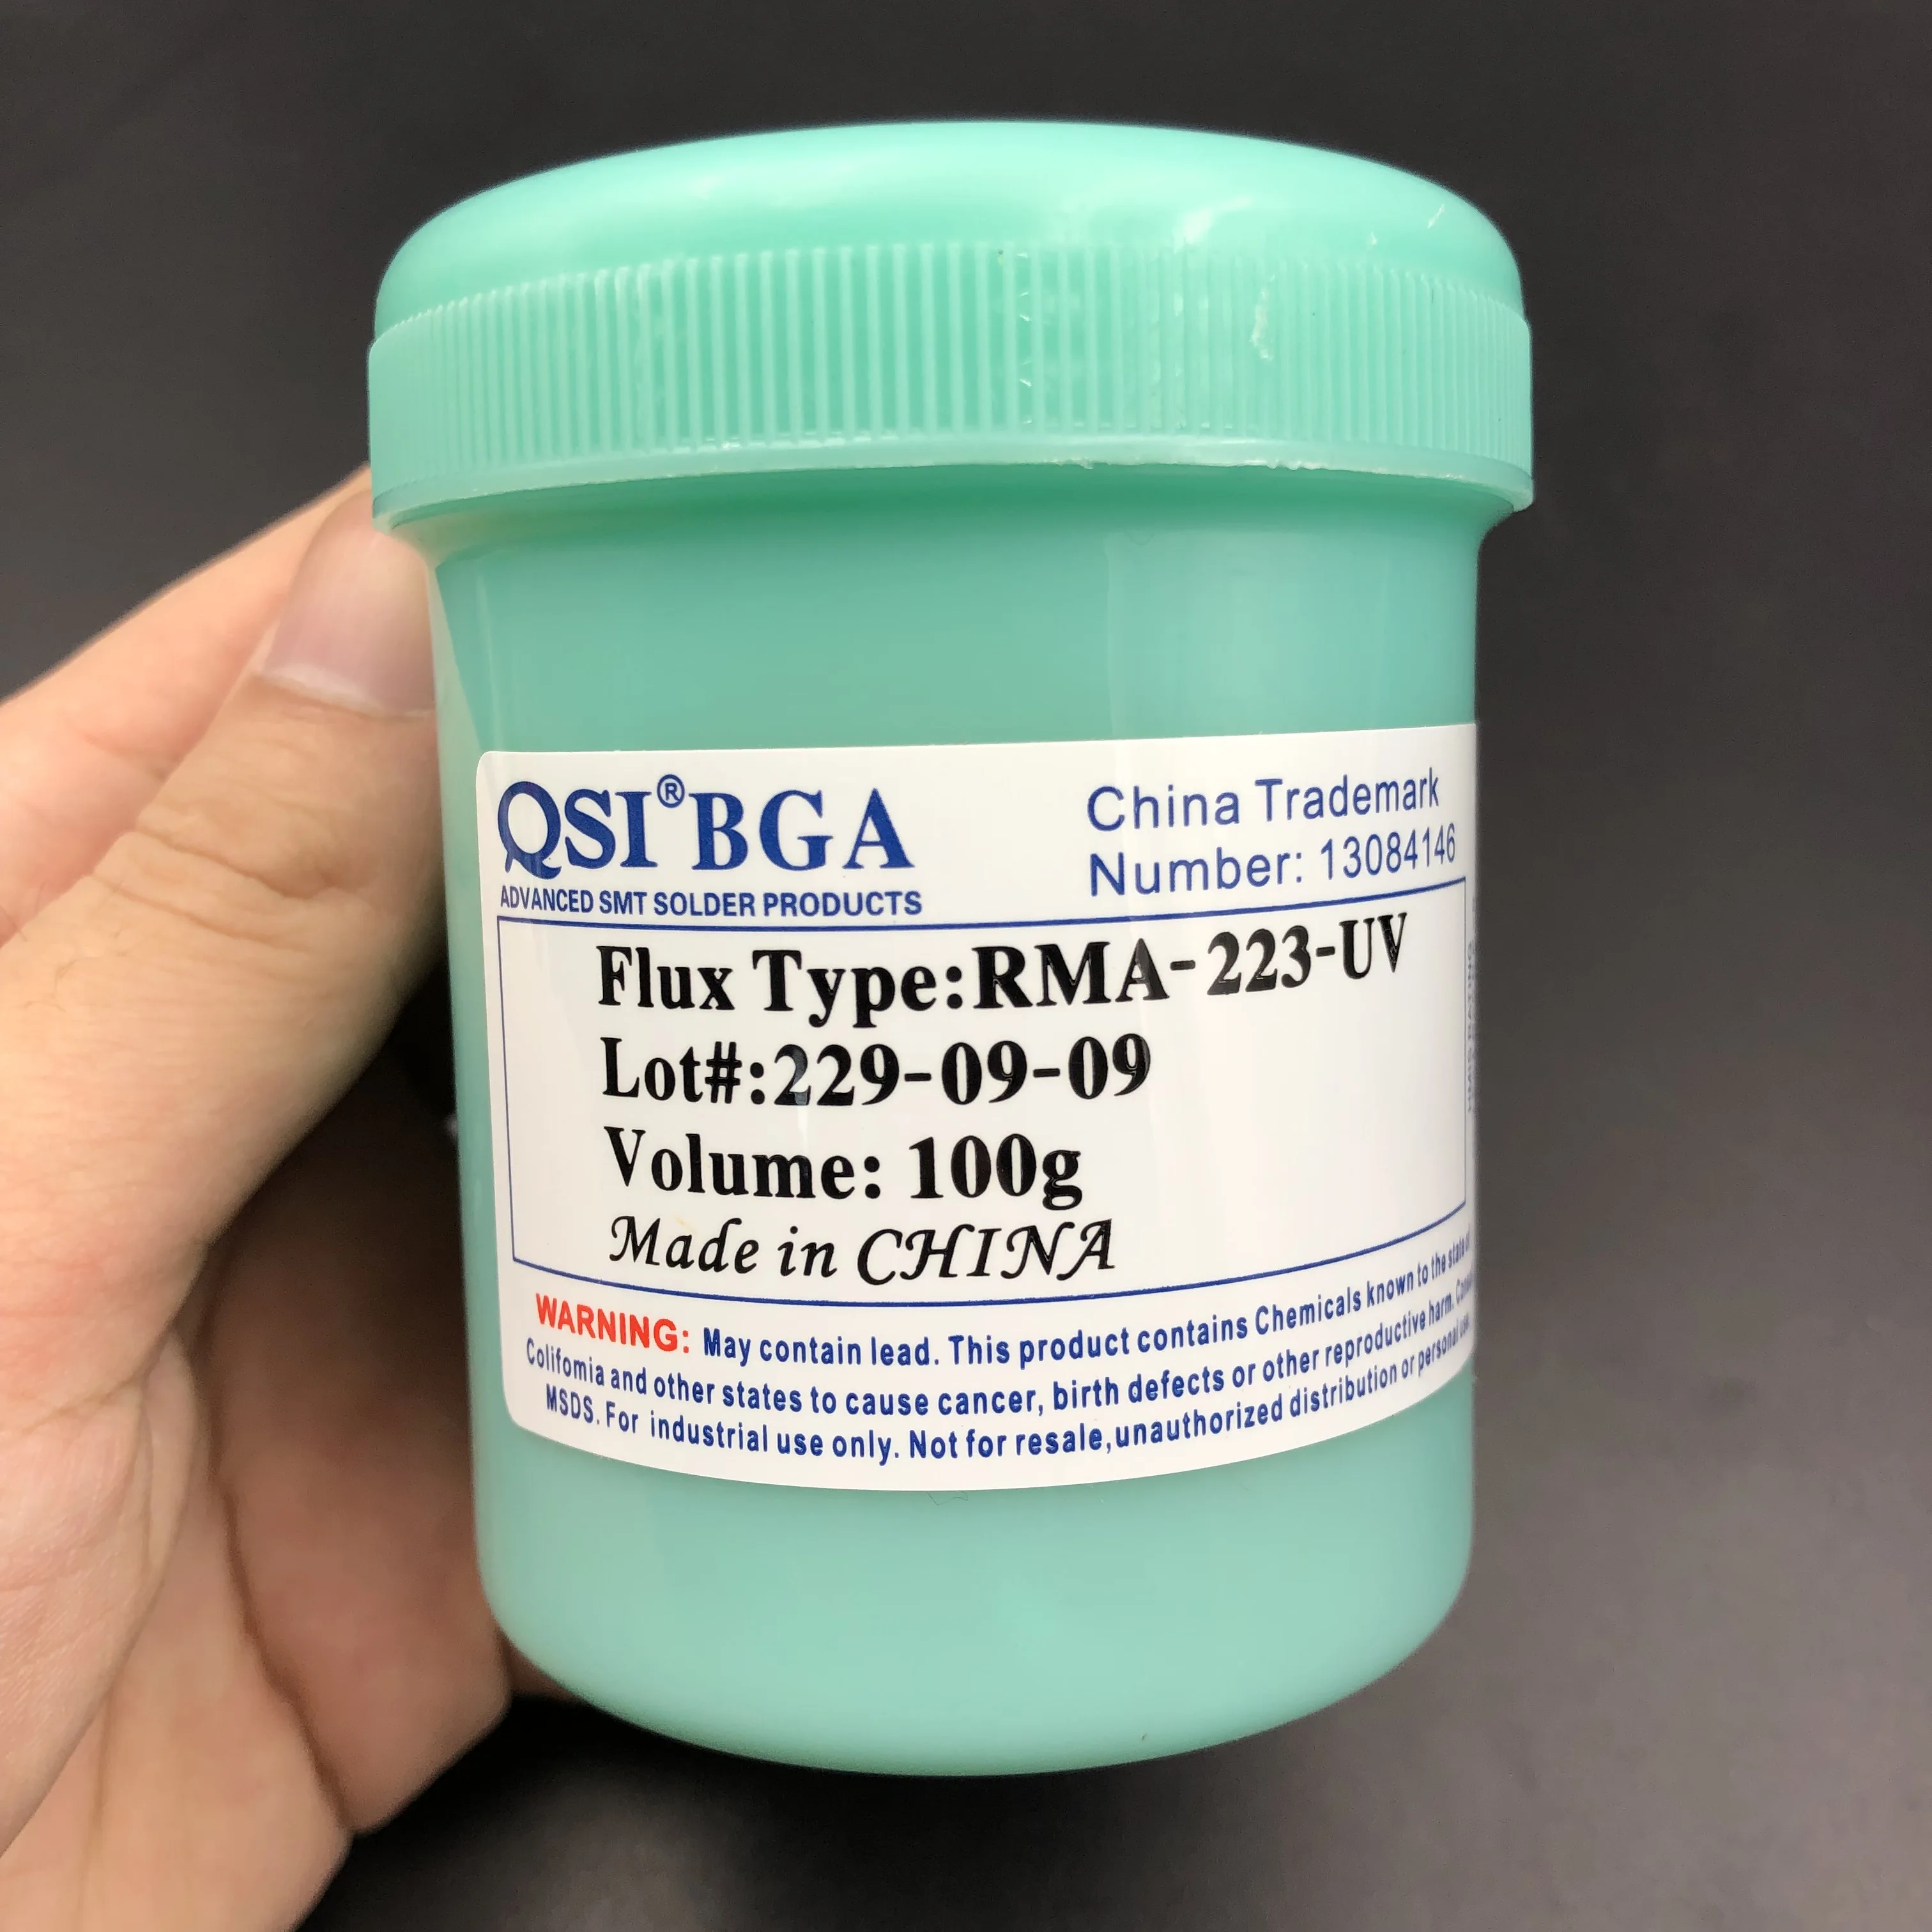 QSI®BGA
ADVANCED SMT SOLDER PRODUCTS
China Trademark
Number: 13084146
Flux Type:RMA-223-UV
Lot#:229-09-09
Volume: 100g
Made in CHINA
WARNING: May contain lead. This product contains Chemicals known to the state of
Colifomia and other states to cause cancer, birth defects or other reproductive harm.
MSDS. For industrial use only. Not for resale,unauthorized distribution or personal use.